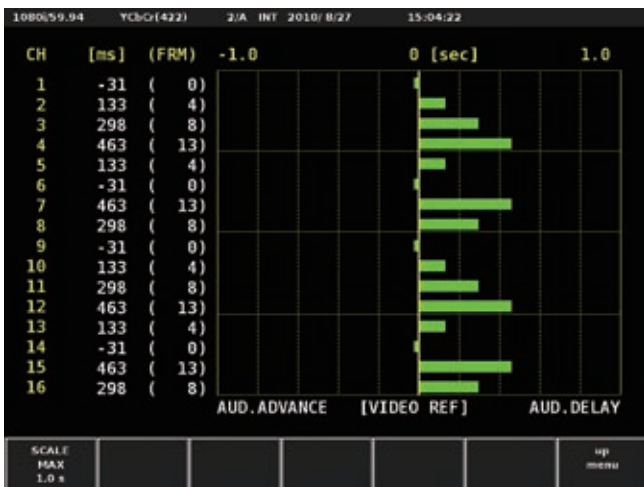 1080i/59.94 YCbCr(422) 2/A INT 2010/ 8/27 15:04:22
CH [ms] (FRM) -1.0 0 [sec] 1.0
1 -31 ( 0)
2 133 ( 4)
3 298 ( 8)
4 463 ( 13)
5 133 ( 4)
6 -31 ( 0)
7 463 ( 13)
8 298 ( 8)
9 -31 ( 0)
10 133 ( 4)
11 298 ( 8)
12 463 ( 13)
13 133 ( 4)
14 -31 ( 0)
15 463 ( 13)
16 298 ( 8)
AUD.ADVANCE [VIDEO REF] AUD.DELAY
SCALE
MAX
1.0 s
up
menu